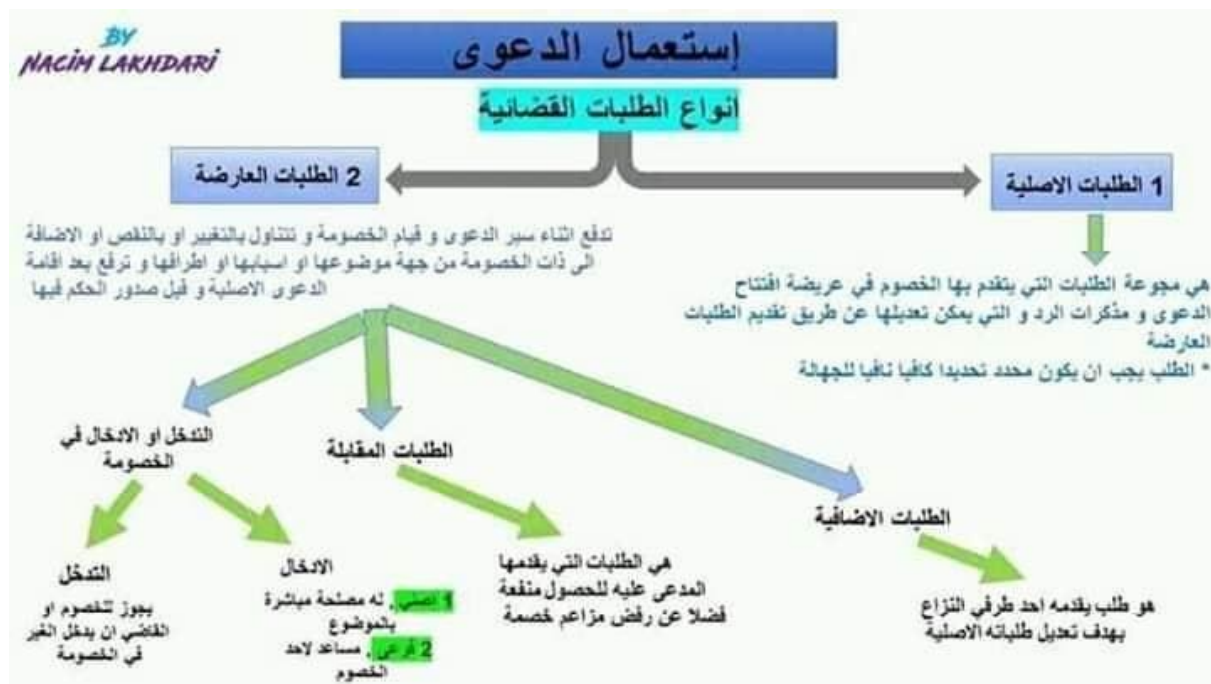 BY
NACIM LAKHDARI
إستعمال الدعوى
انواع الطلبات القضائية
1 الطلبات الاصلية
هي مجوعة الطلبات التي يتقدم بها الخصوم في عريضة افتتاح
الدعوى و مذكرات الرد و التي يمكن تعديلها عن طريق تقديم الطلبات
العارضة
* الطلب يجب ان يكون محدد تحديدا كافيا نافيا للجهالة
2 الطلبات العارضة
تدفع اثناء سير الدعوى و قيام الخصومة و تتناول بالتغيير او بالنقص او الاضافة
الى ذات الخصومة من جهة موضوعها او اسبابها او اطرافها و ترفع بعد اقامة
الدعوى الاصلية و قبل صدور الحكم فيها
الطلبات الاضافية
هو طلب يقدمه احد طرفي النزاع
بهدف تعديل طلباته الاصلية
الطلبات المقابلة
هي الطلبات التي يقدمها
المدعى عليه للحصول منفعة
فضلا عن رفض مزاعم خصمة
التدخل او الادخال في
الخصومة
الادخال
1 اصلي , له مصلحة مباشرة
بالموضوع
2 فرعي , مساعد لاحد
الخصوم
التدخل
يجوز للخصوم او
القاضي ان يدخل الغير
في الخصومة